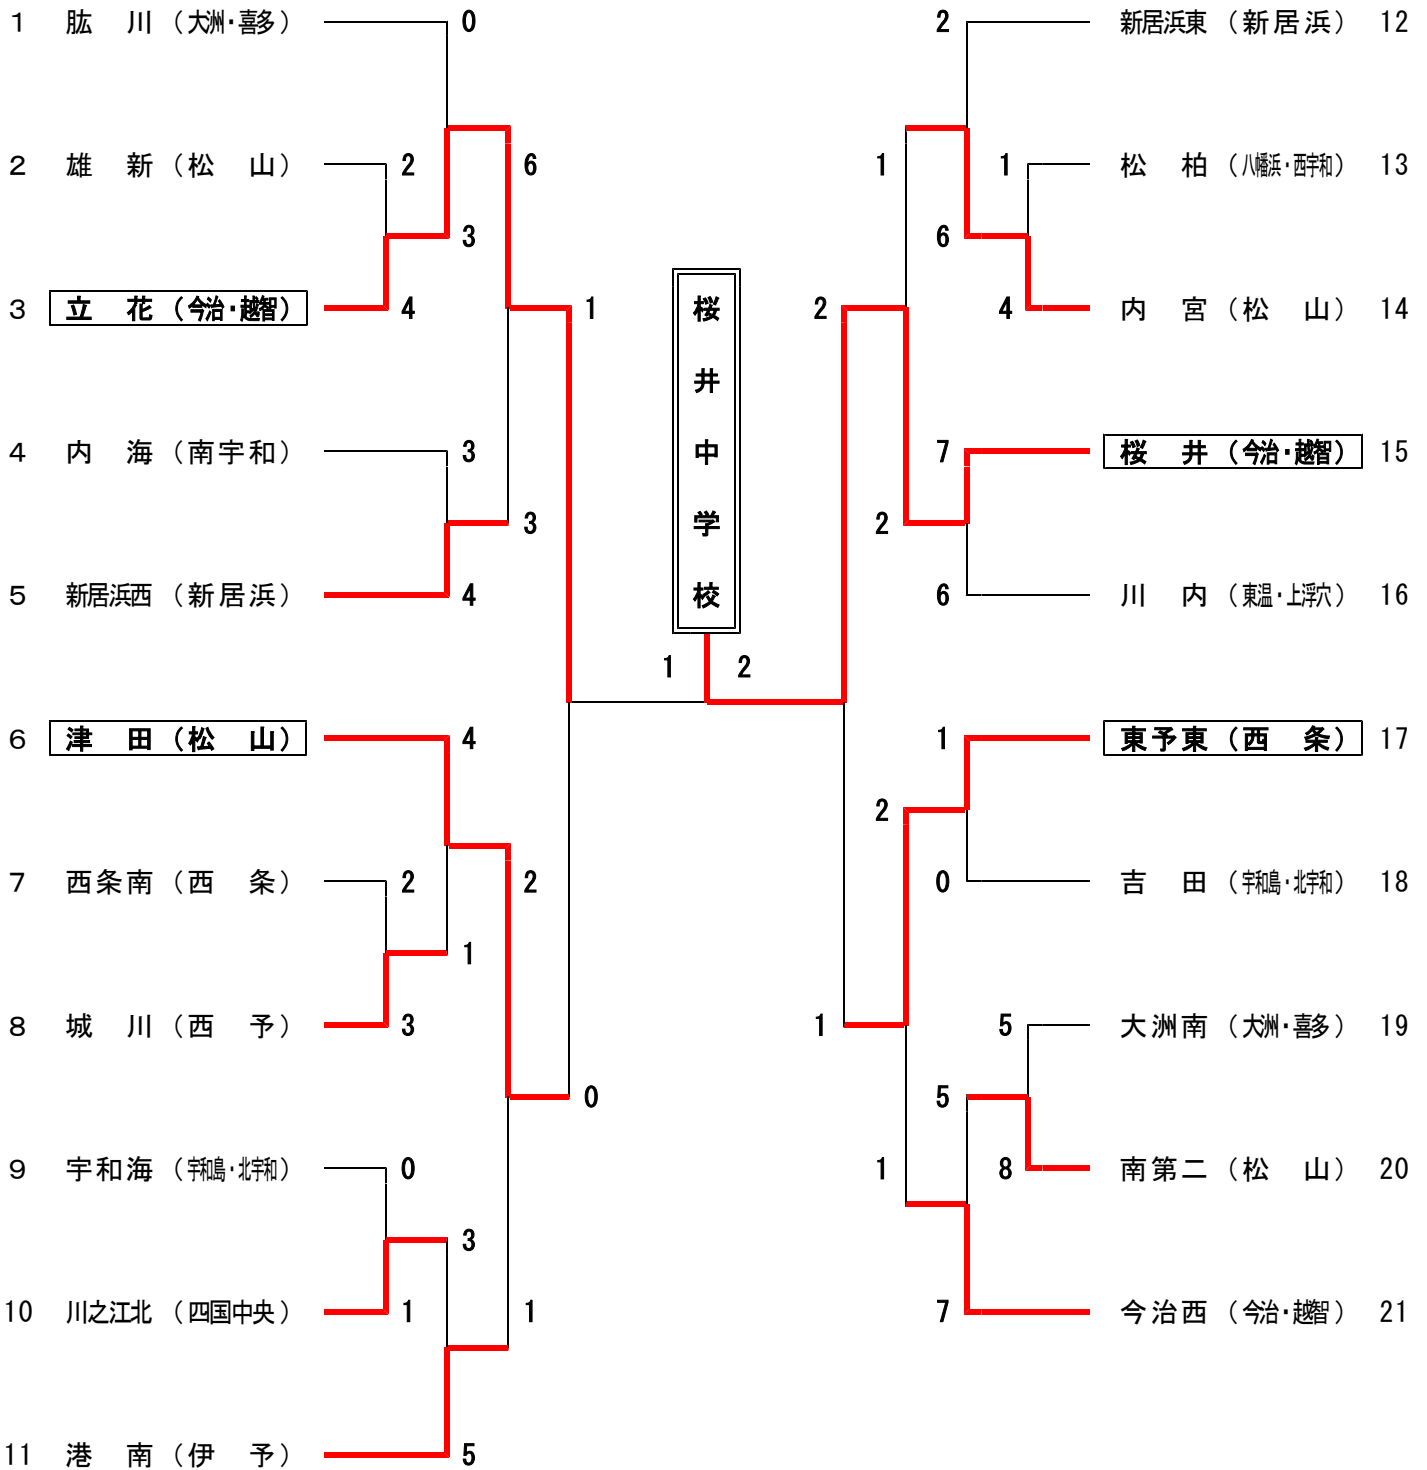 1 肱　川（大洲・喜多） 0
2 雄　新（松　山） 2 6
3
3 立　花（今治・越智） 4 1
4 内　海（南宇和） 3
3
5 新居浜西（新居浜） 4
6 津　田（松　山） 4
7 西条南（西　条） 2 2
1
8 城　川（西　予） 3
0
9 宇和海（宇和島・北宇和） 0
3
10 川之江北（四国中央） 1 1
11 港　南（伊　予） 5
桜井中学校
1 2
2 新居浜東（新居浜） 12
1 1 松　柏（八幡浜・西宇和） 13
6
2 4 内　宮（松　山） 14
7 桜　井（今治・越智） 15
2
6 川　内（東温・上浮穴） 16
1 東予東（西　条） 17
2
0 吉　田（宇和島・北宇和） 18
1 5 大洲南（大洲・喜多） 19
5
1 8 南第二（松　山） 20
7 今治西（今治・越智） 21